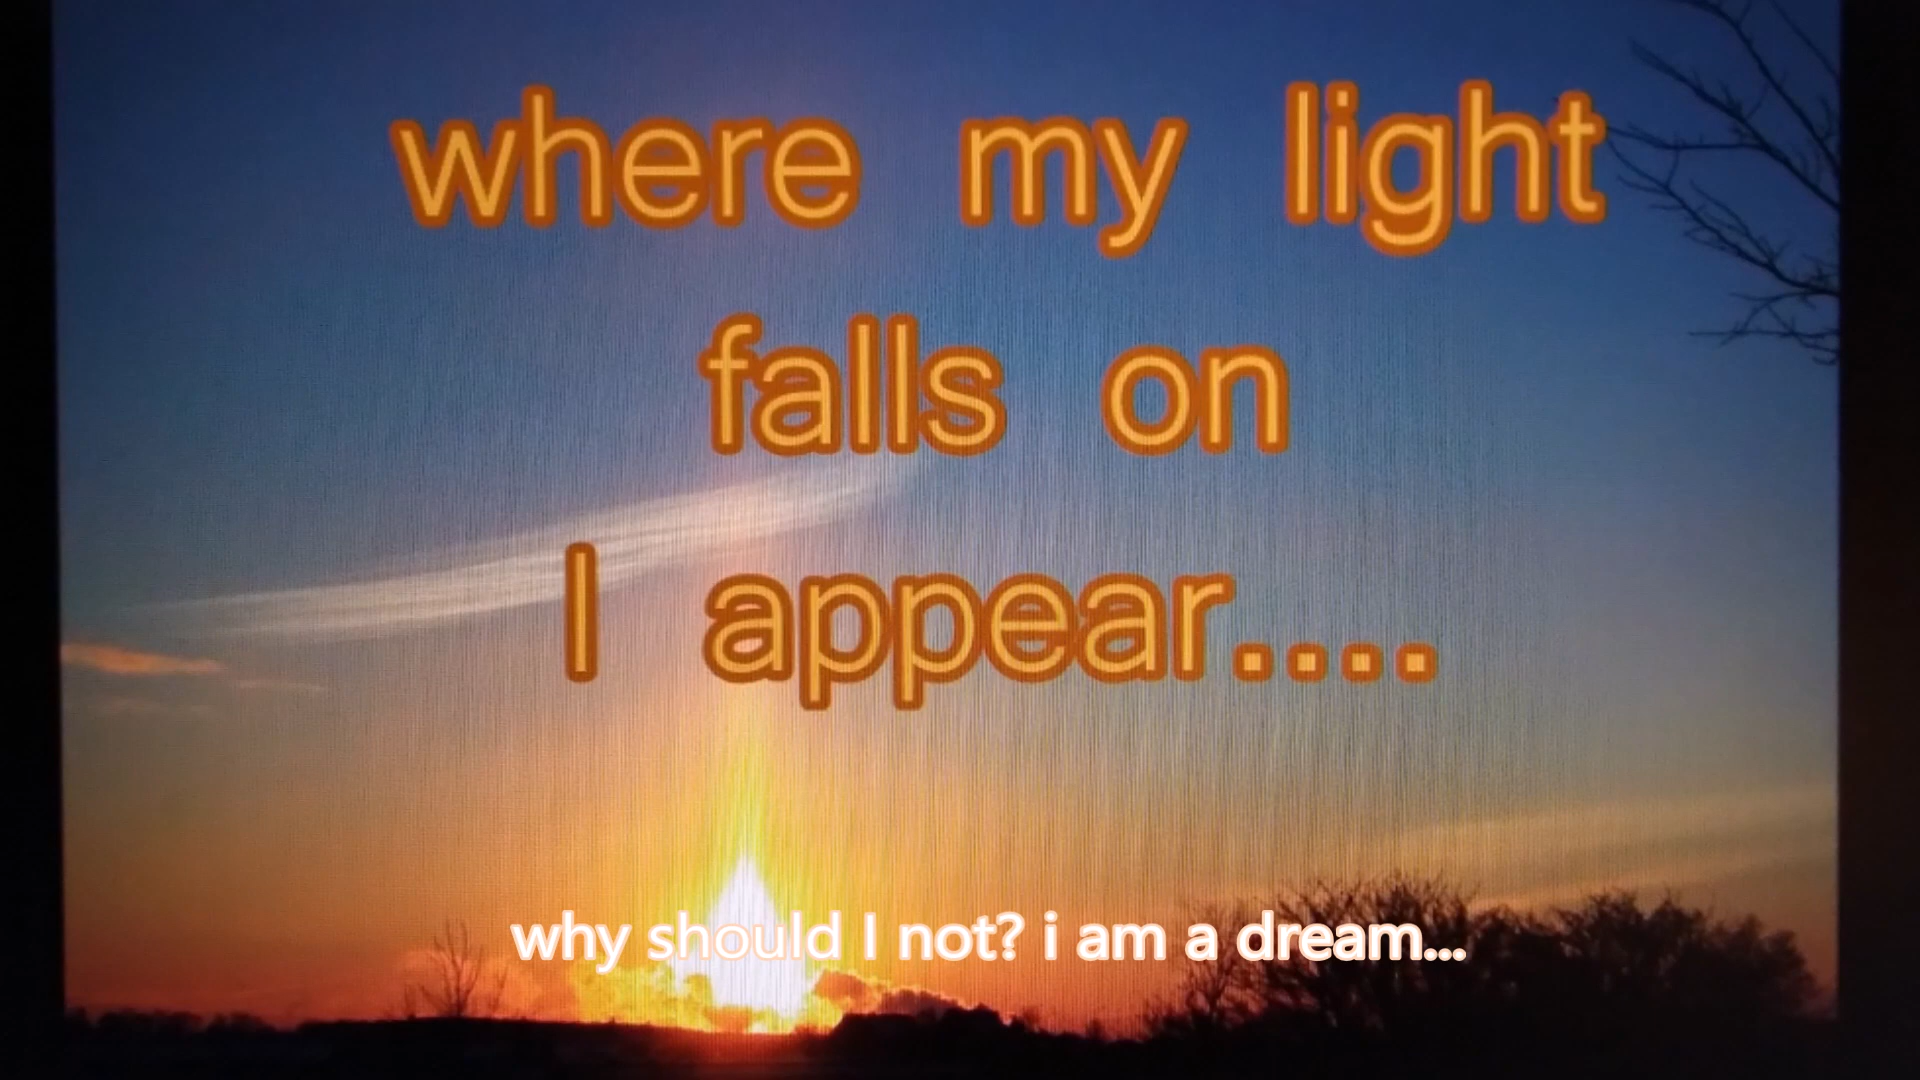 where my light
falls on
I appear....
why should I not? i am a dream...